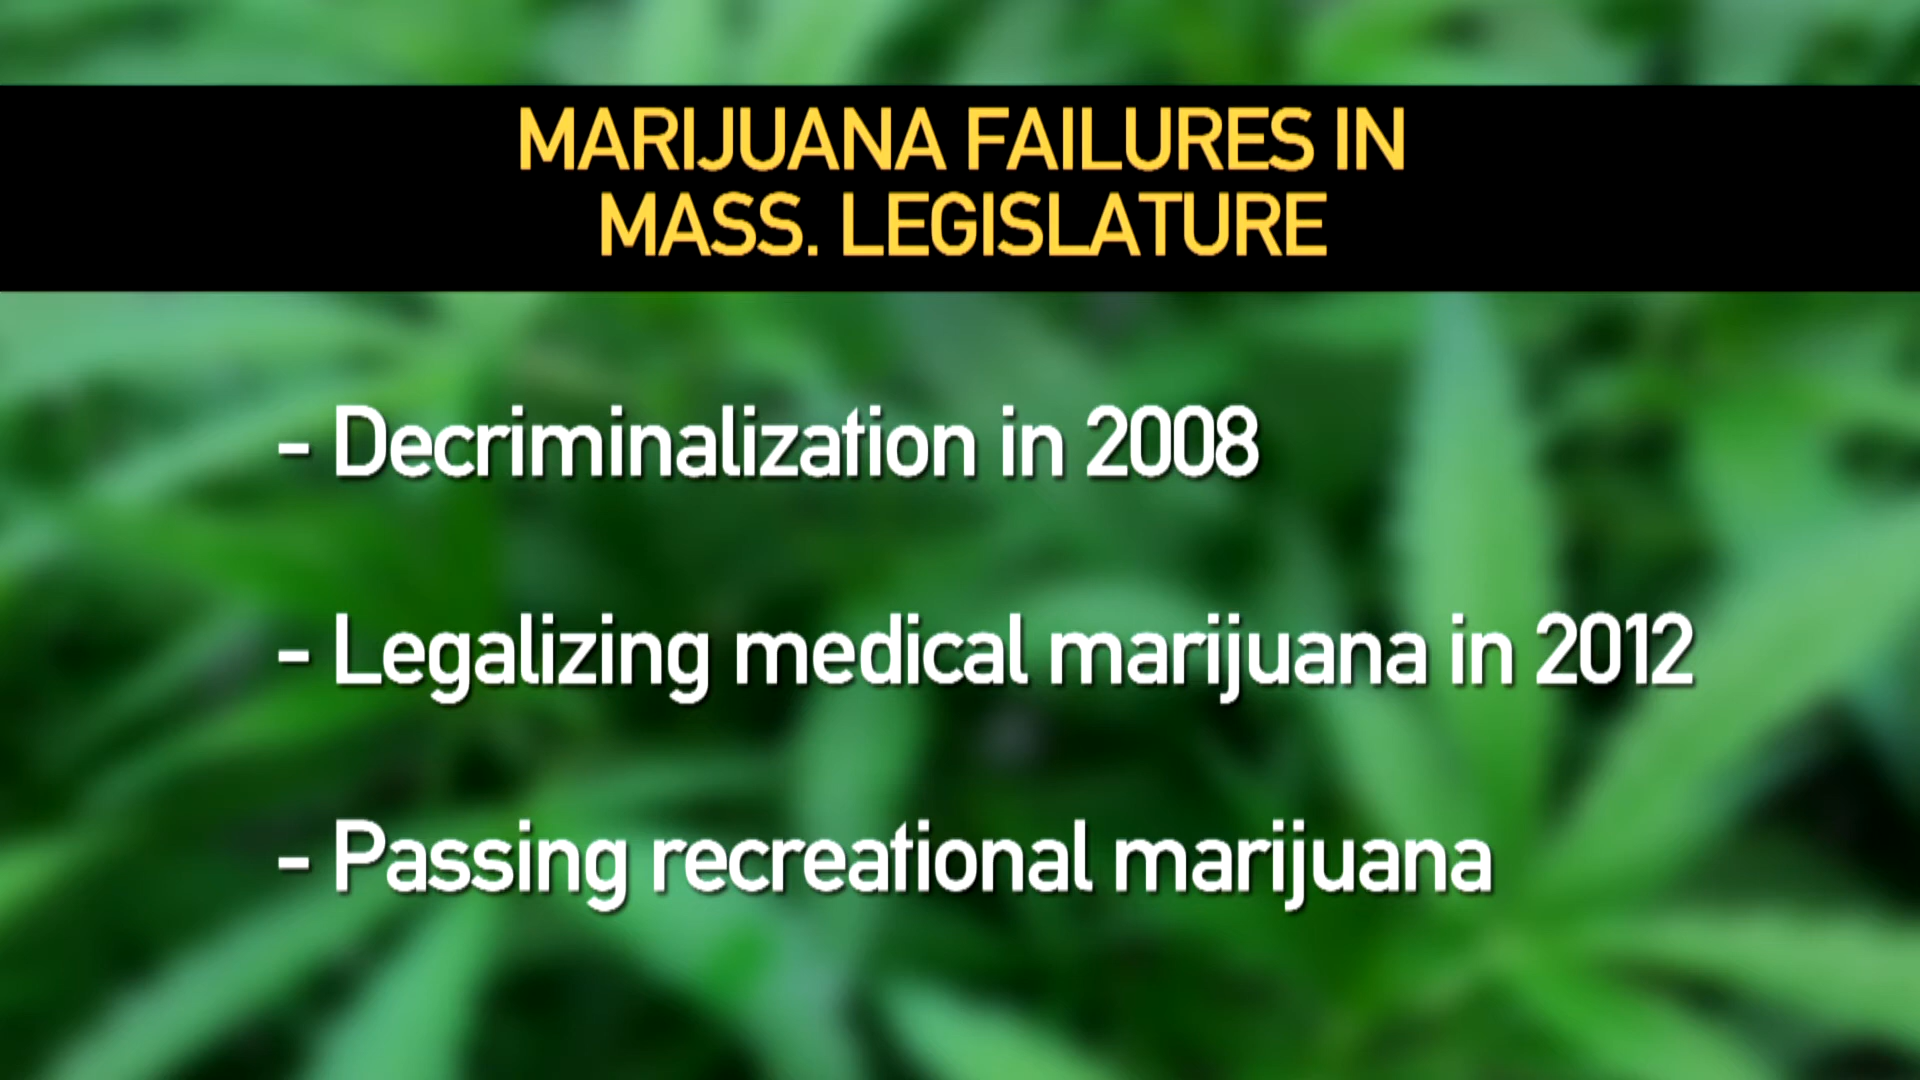 MARIJUANA FAILURES IN
MASS. LEGISLATURE
- Decriminalization in 2008
- Legalizing medical marijuana in 2012
- Passing recreational marijuana